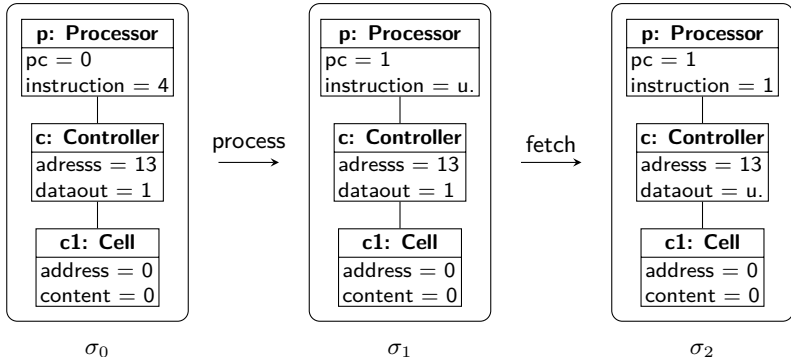 p: Processor
pc = 0
instruction = 4
c: Controller
adresss = 13
dataout = 1
c1: Cell
address = 0
content = 0
σ0
process
p: Processor
pc = 1
instruction = u.
c: Controller
adresss = 13
dataout = 1
c1: Cell
address = 0
content = 0
σ1
fetch
p: Processor
pc = 1
instruction = 1
c: Controller
adresss = 13
dataout = u.
c1: Cell
address = 0
content = 0
σ2